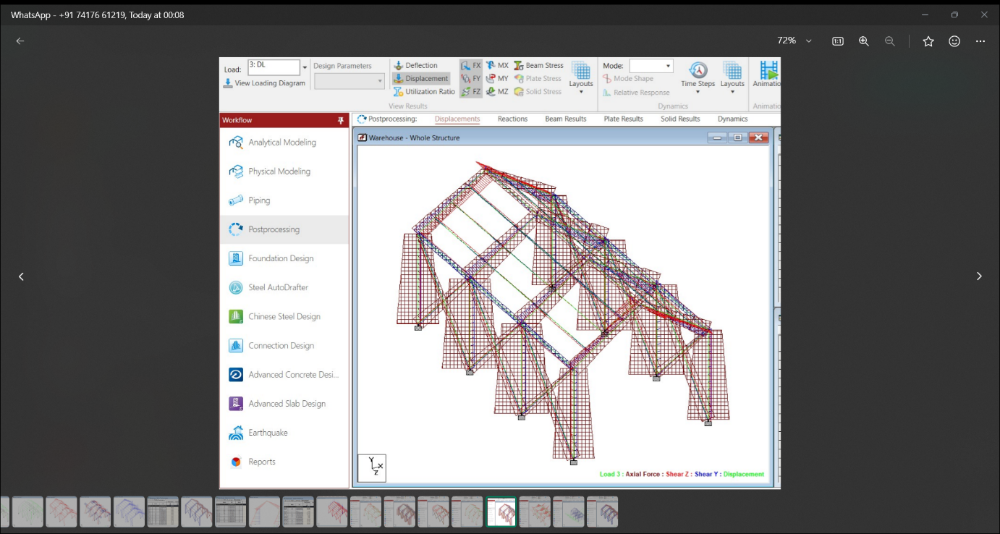 WhatsApp - +91 74176 61219, Today at 00:08
72%
1:1
Load: 3: DL
View Loading Diagram
Design Parameters
Deflection
Displacement
Utilization Ratio
FX
FY
FZ
MX
MY
MZ
Beam Stress
Plate Stress
Solid Stress
Layouts
View Results
Mode:
Mode Shape
Relative Response
Time Steps
Layouts
Dynamics
Animatio
Animatio
Workflow
Analytical Modeling
Physical Modeling
Piping
Postprocessing
Foundation Design
Steel AutoDrafter
Chinese Steel Design
Connection Design
Advanced Concrete Desi...
Advanced Slab Design
Earthquake
Reports
Postprocessing: Displacements Reactions Beam Results Plate Results Solid Results Dynamics
Warehouse - Whole Structure
Y
X
Z
Load 3 : Axial Force : Shear Z : Shear Y : Displacement